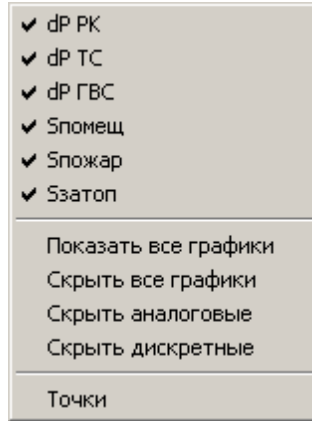 dP РК
dP ТС
dP ГВС
Sпомещ
Sпожар
Sзатоп
Показать все графики
Скрыть все графики
Скрыть аналоговые
Скрыть дискретные
Точки